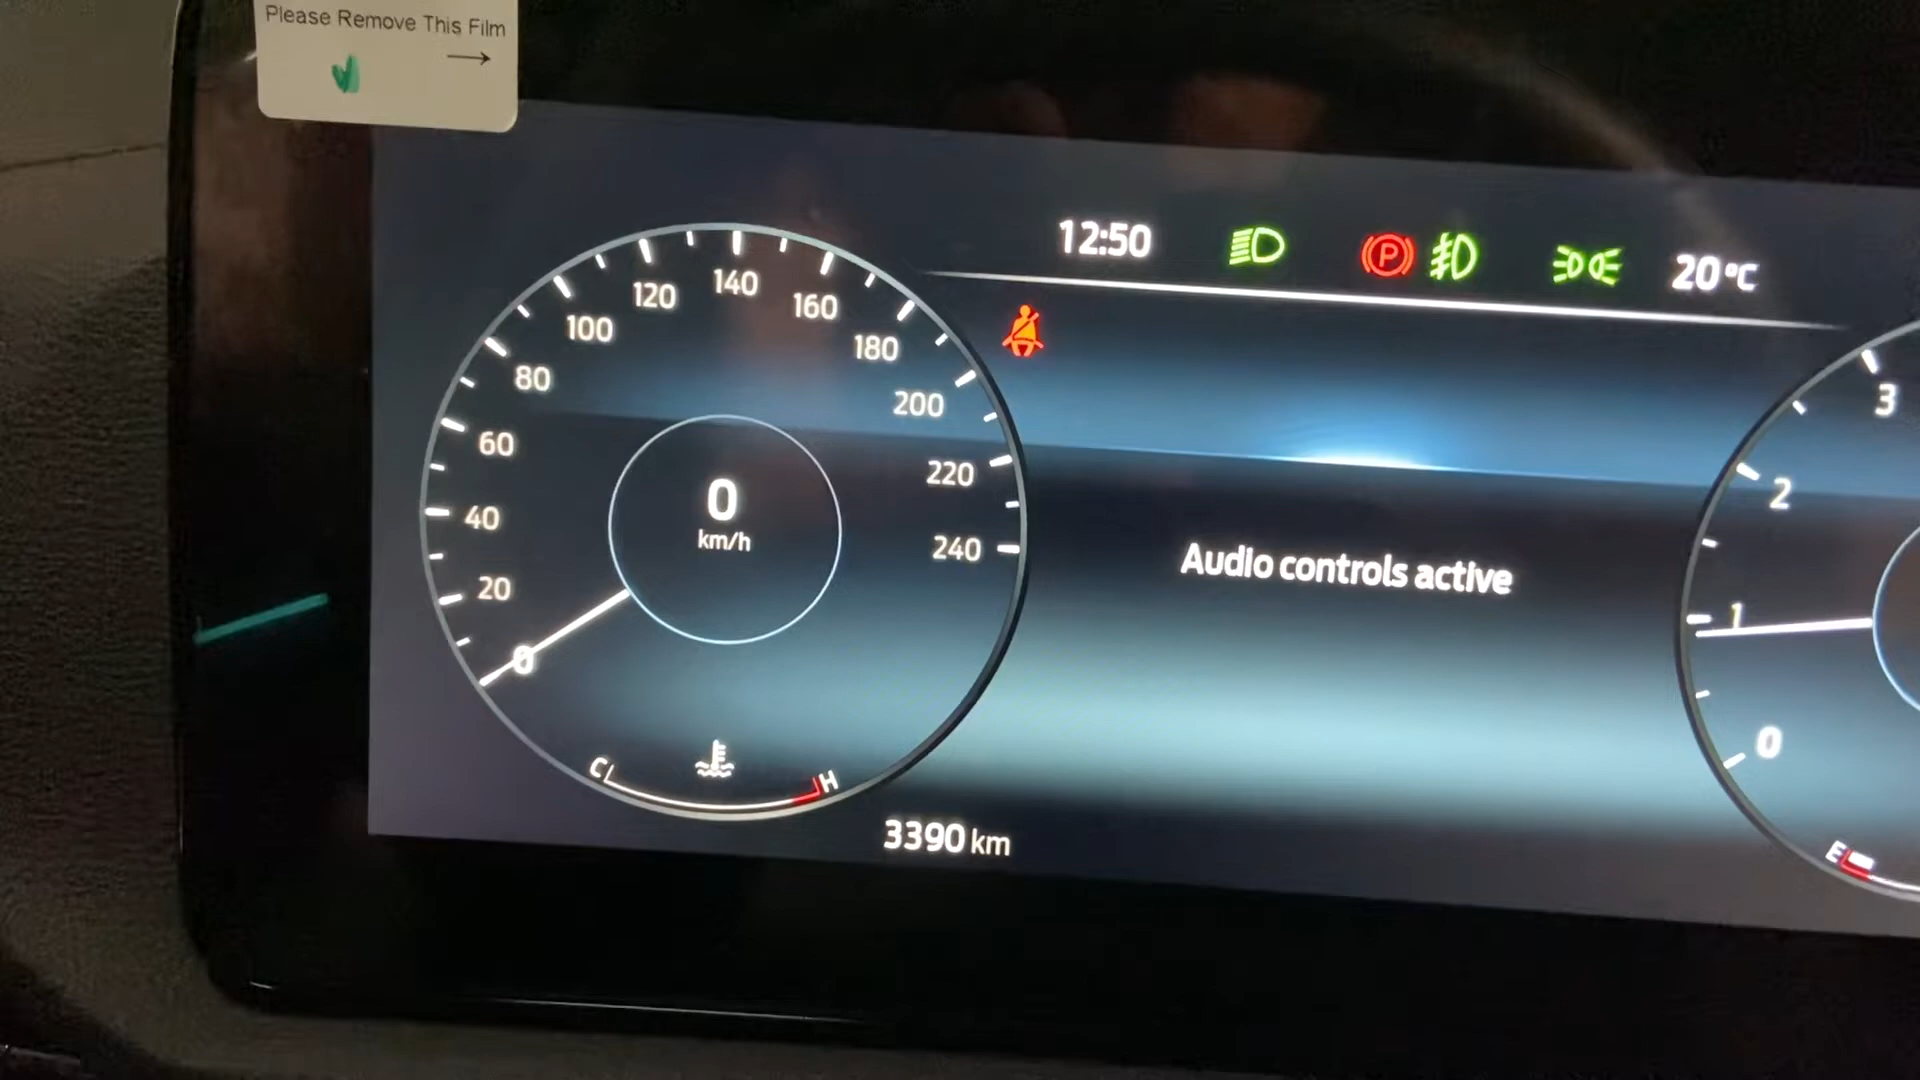 Please Remove This Film
12:50
P
20°C
0
20
40
60
80
100
120
140
160
180
200
220
240
0
km/h
C
H
3390 km
Audio controls active
3
2
1
0
E